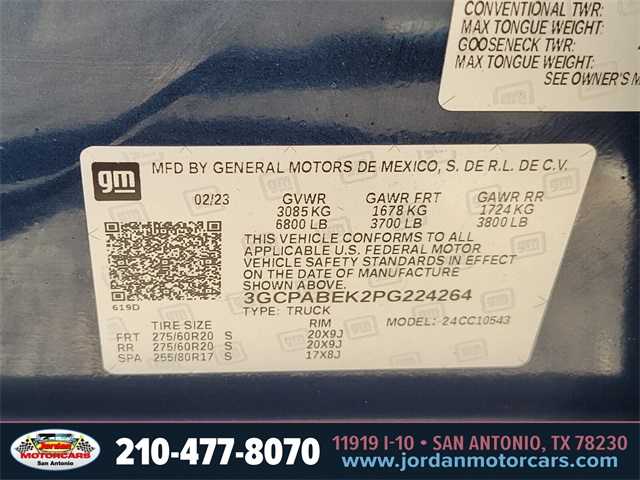 CONVENTIONAL TWR:
MAX TONGUE WEIGHT:
GOOSENECK TWR:
MAX TONGUE WEIGHT:
SEE OWNER'S M
gm
MFD BY GENERAL MOTORS DE MEXICO, S. DE R.L. DE C.V.
02/23 GVWR GAWR FRT GAWR RR
3085 KG 1678 KG 1724 KG
6800 LB 3700 LB 3800 LB
THIS VEHICLE CONFORMS TO ALL
APPLICABLE U.S. FEDERAL MOTOR
VEHICLE SAFETY STANDARDS IN EFFECT
ON THE DATE OF MANUFACTURE
SHOWN ABOVE.
619D
3GCPABEK2PG224264
TYPE: TRUCK MODEL: 24CC10543
TIRE SIZE RIM
FRT 275/60R20 S 20X9J
RR 275/60R20 S 20X9J
SPA 255/80R17 S 17X8J
Jordan
MOTORCARS
San Antonio
210-477-8070
11919 I-10 • SAN ANTONIO, TX 78230
www.jordanmotorcars.com